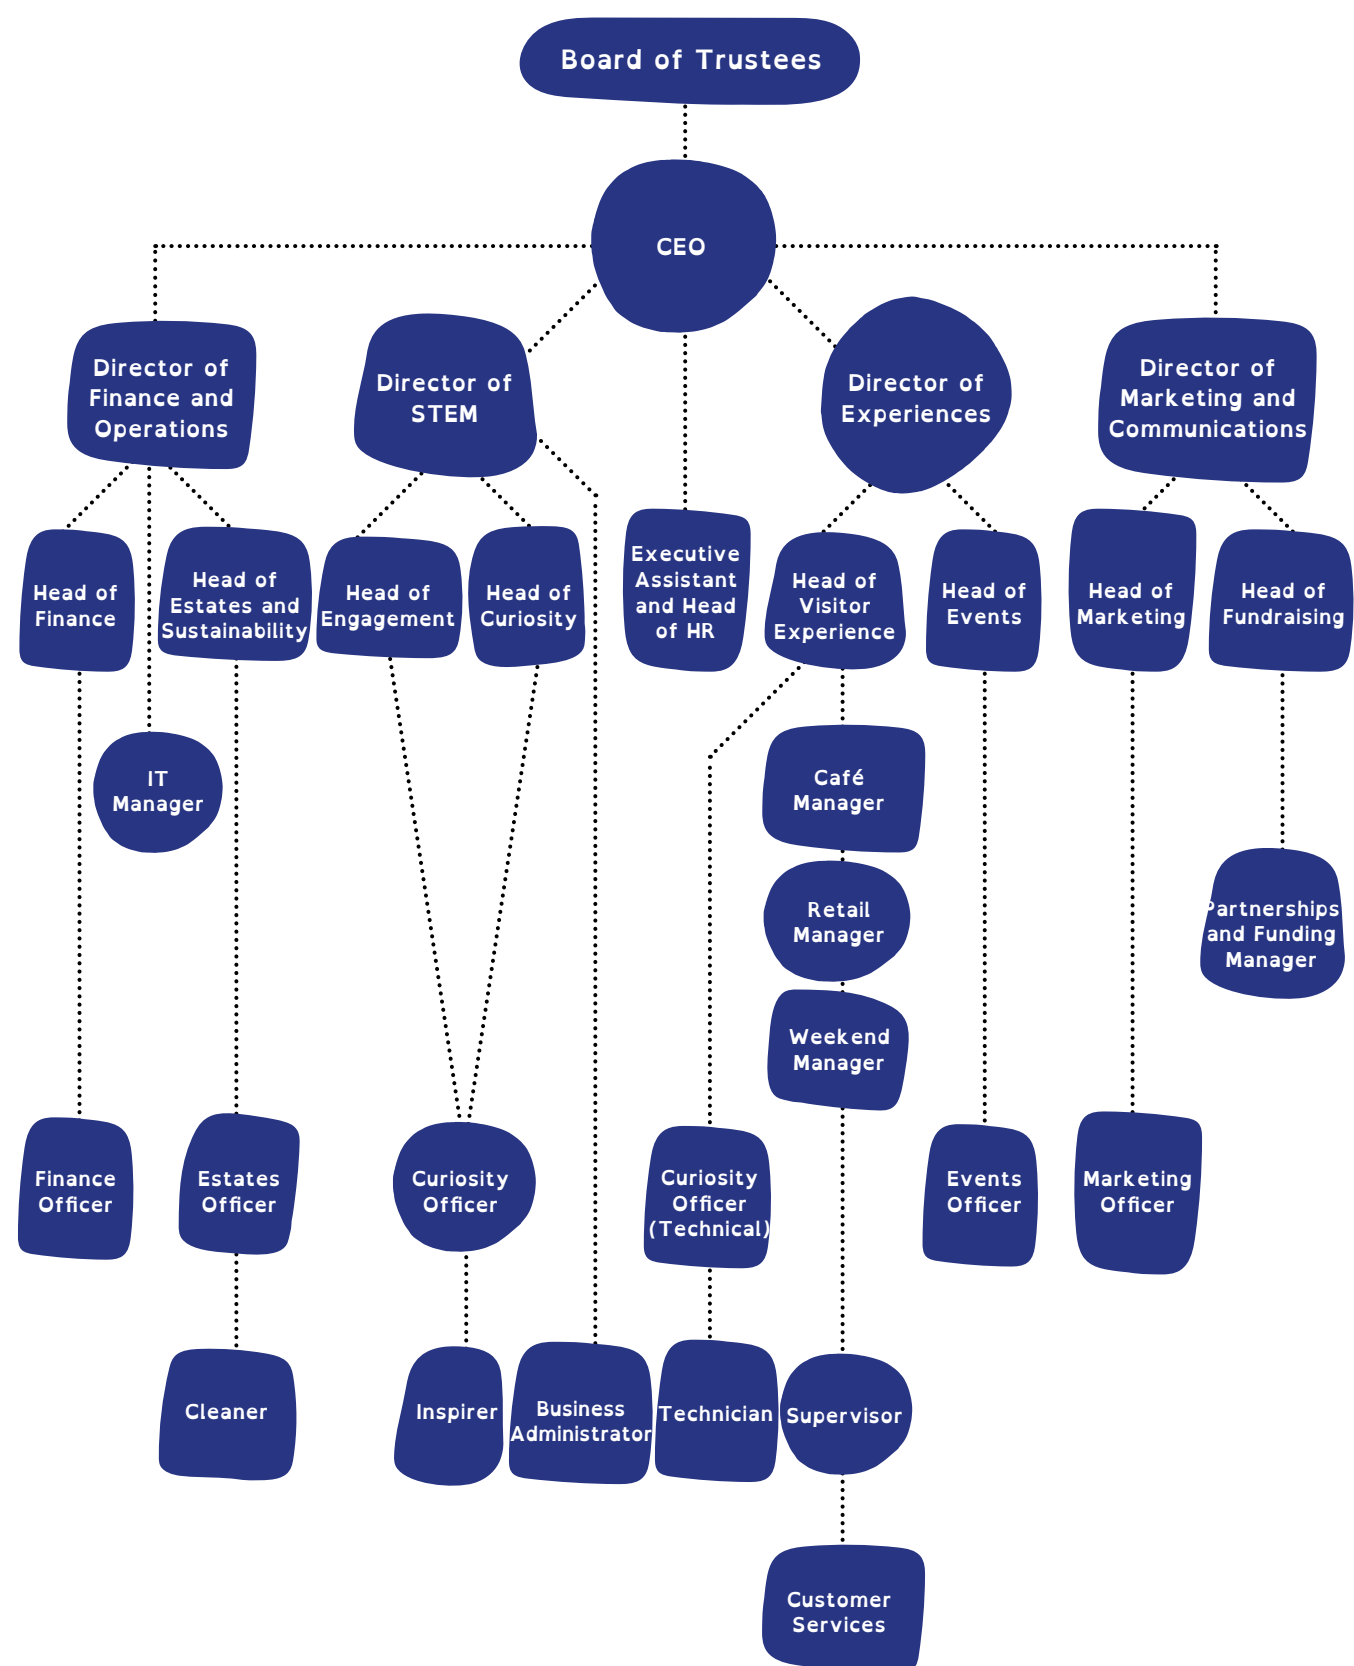 Board of Trustees
CEO
Director of
Finance and
Operations
Director of
STEM
Director of
Experiences
Director of
Marketing and
Communications
Head of
Finance
Head of
Estates and
Sustainability
Head of
Engagement
Head of
Curiosity
Executive
Assistant
and Head
of HR
Head of
Visitor
Experience
Head of
Events
Head of
Marketing
Head of
Fundraising
IT
Manager
Café
Manager
Retail
Manager
Weekend
Manager
Partnerships
and Funding
Manager
Finance
Officer
Estates
Officer
Curiosity
Officer
Curiosity
Officer
(Technical)
Events
Officer
Marketing
Officer
Cleaner
Inspirer
Business
Administrator
Technician
Supervisor
Customer
Services